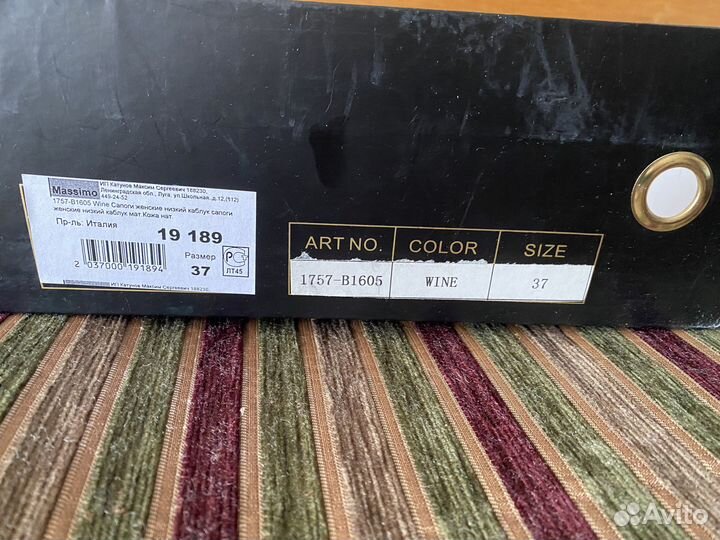 Massimo
ИП Катунов Максим Сергеевич 188230,
Ленинградская обл., Луга; ул.Школьная, д.12,(812)
449-24-52
1757-B1605 Wine Сапоги женские низкий каблук сапоги
женские низкий каблук мат.Кожа нат.
Пр-ль: Италия
19 189
Размер
37
2 037000 191894
РС
ЛТ45
ИП Катунов Максим Сергеевич 188230
ART NO. COLOR SIZE
1757-B1605 WINE 37
Avito